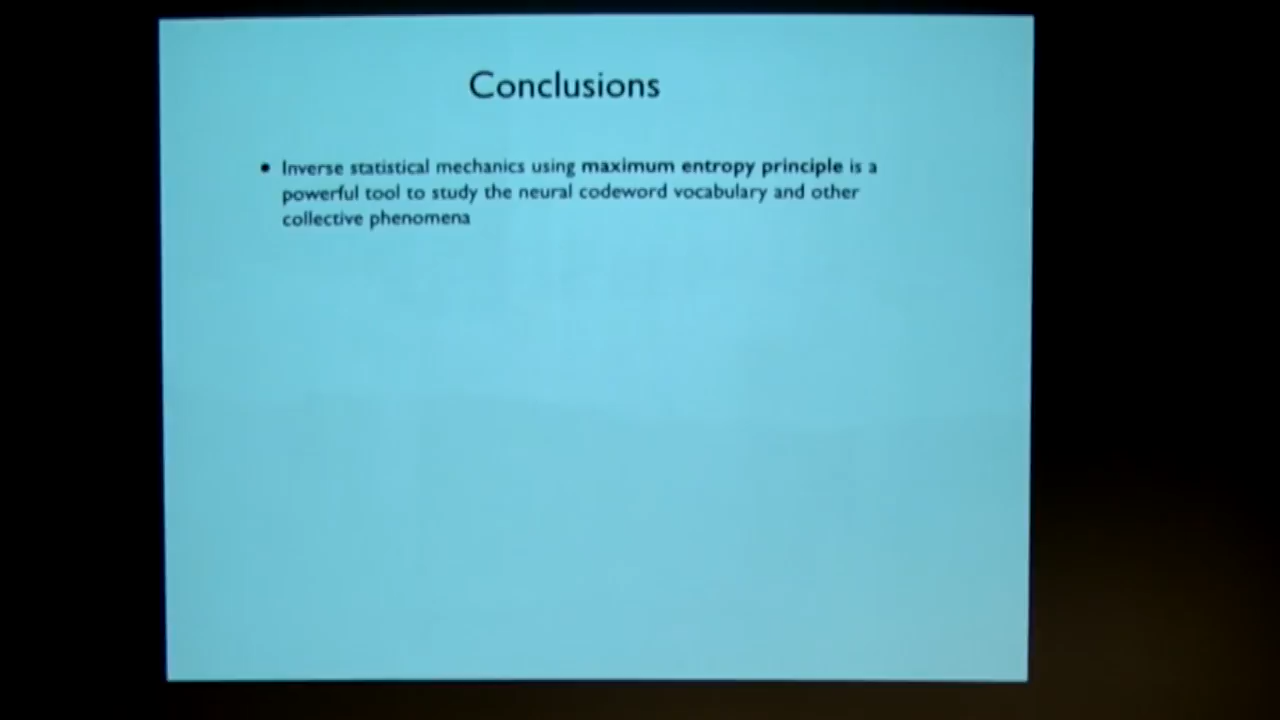 Conclusions
• Inverse statistical mechanics using maximum entropy principle is a
powerful tool to study the neural codeword vocabulary and other
collective phenomena